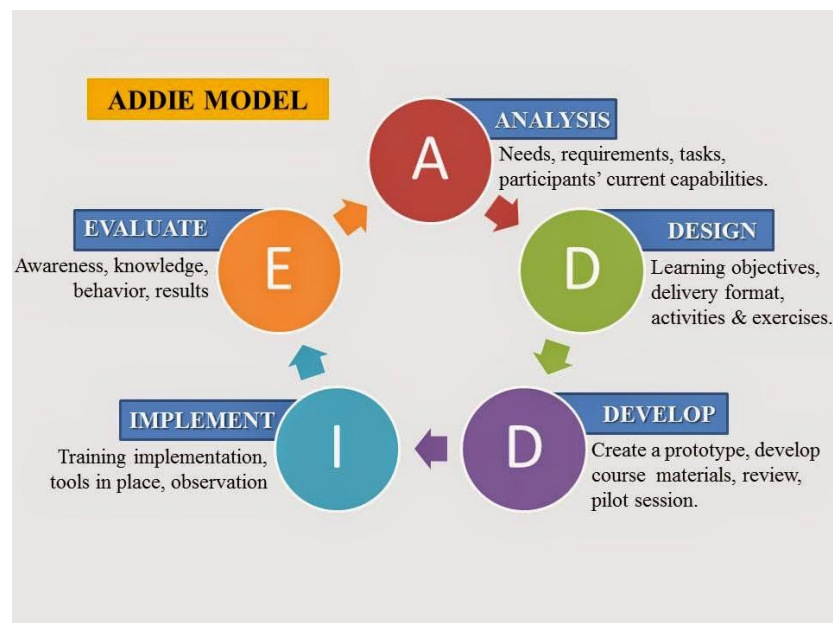 ADDIE MODEL
A
ANALYSIS
Needs, requirements, tasks,
participants' current capabilities.
D
DESIGN
Learning objectives,
delivery format,
activities & exercises.
D
DEVELOP
Create a prototype, develop
course materials, review,
pilot session.
I
IMPLEMENT
Training implementation,
tools in place, observation
E
EVALUATE
Awareness, knowledge,
behavior, results